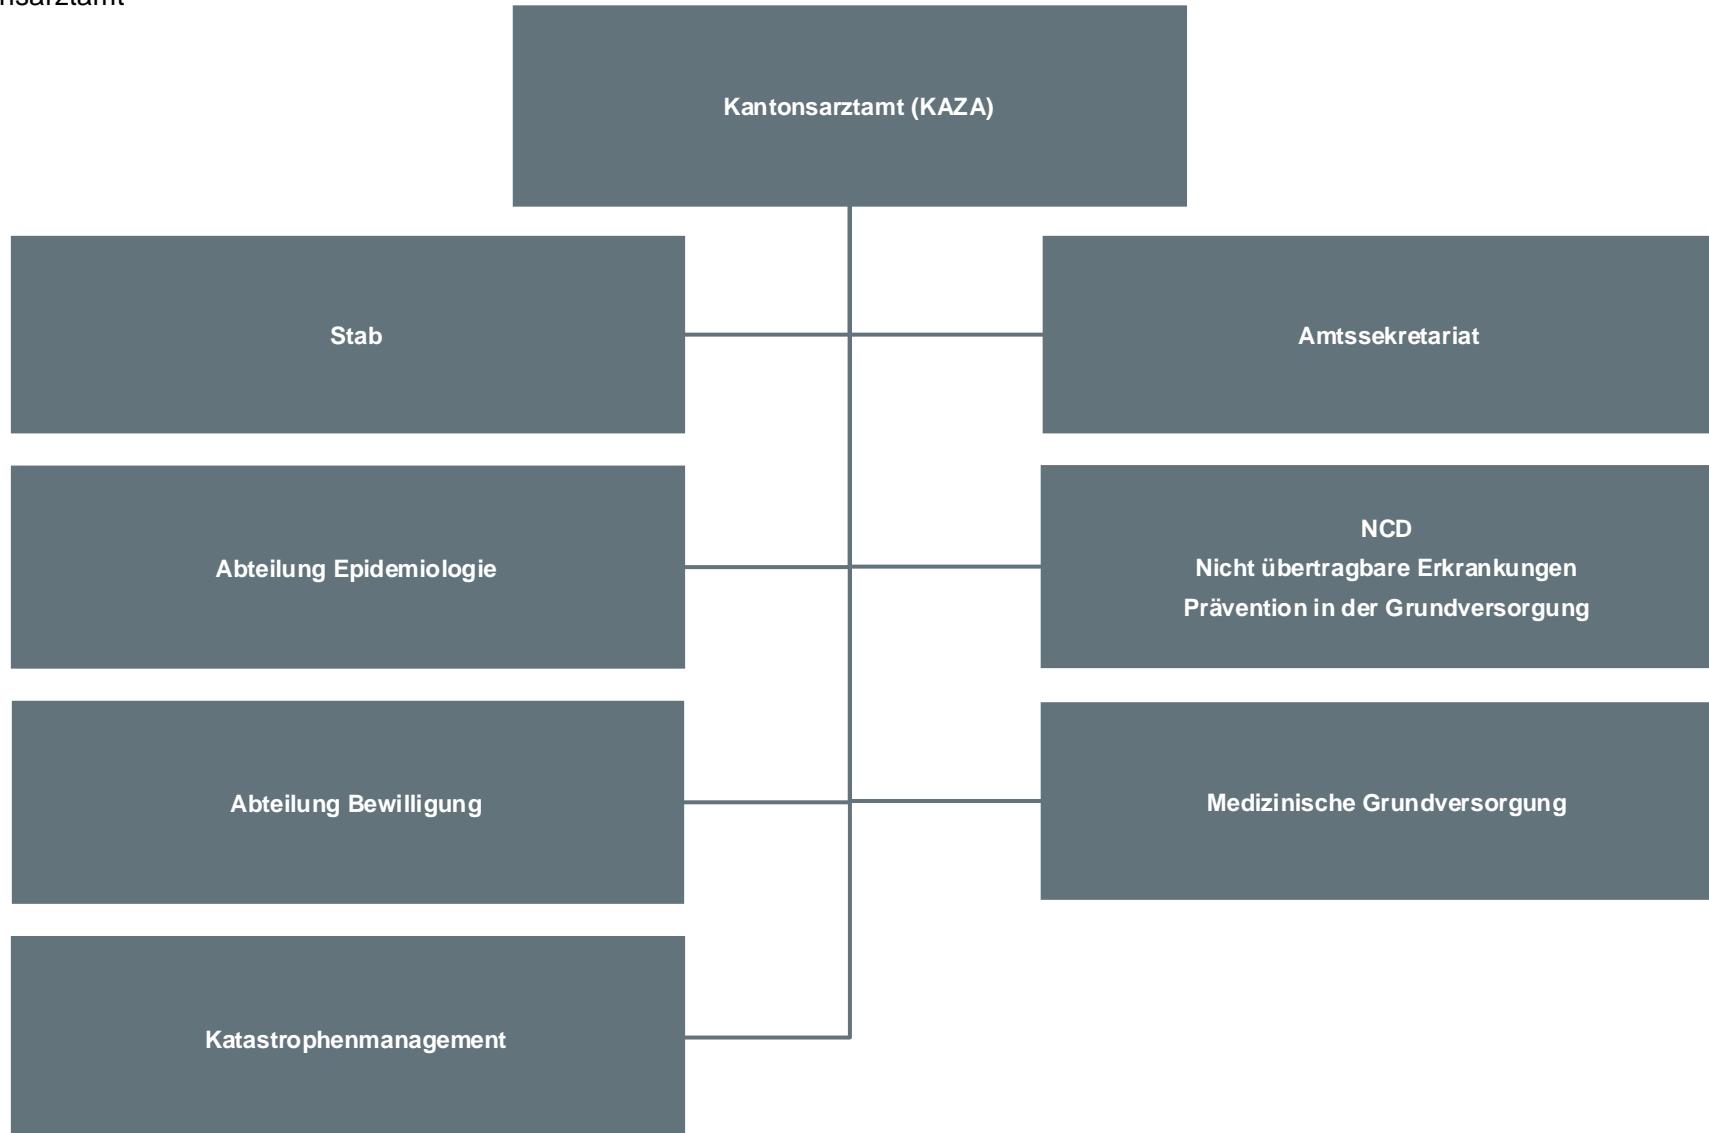 Kantonsarztamt (KAZA)
Stab
Amtssekretariat
Abteilung Epidemiologie
NCD
Nicht übertragbare Erkrankungen
Prävention in der Grundversorgung
Abteilung Bewilligung
Medizinische Grundversorgung
Katastrophenmanagement